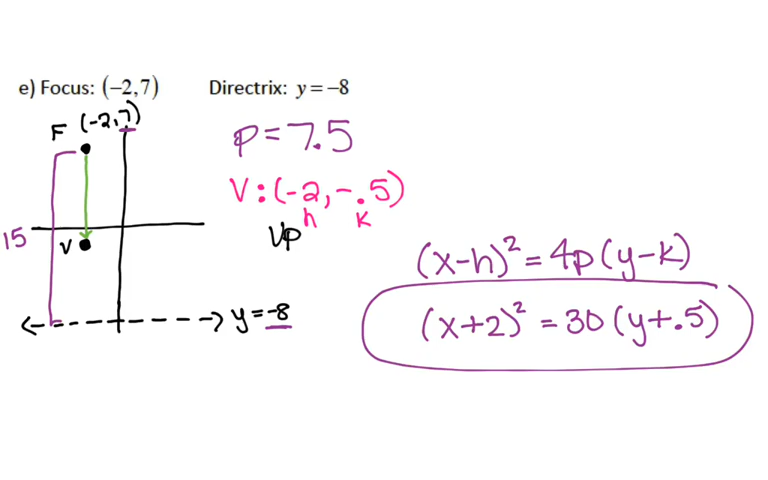 e) Focus: (−2,7) Directrix: y = −8
F (-2,7)
p = 7.5
V: (-2, -.5)
h k
Up
15
V
(x-h)² = 4p(y-k)
y = -8
(x+2)² = 30(y+.5)